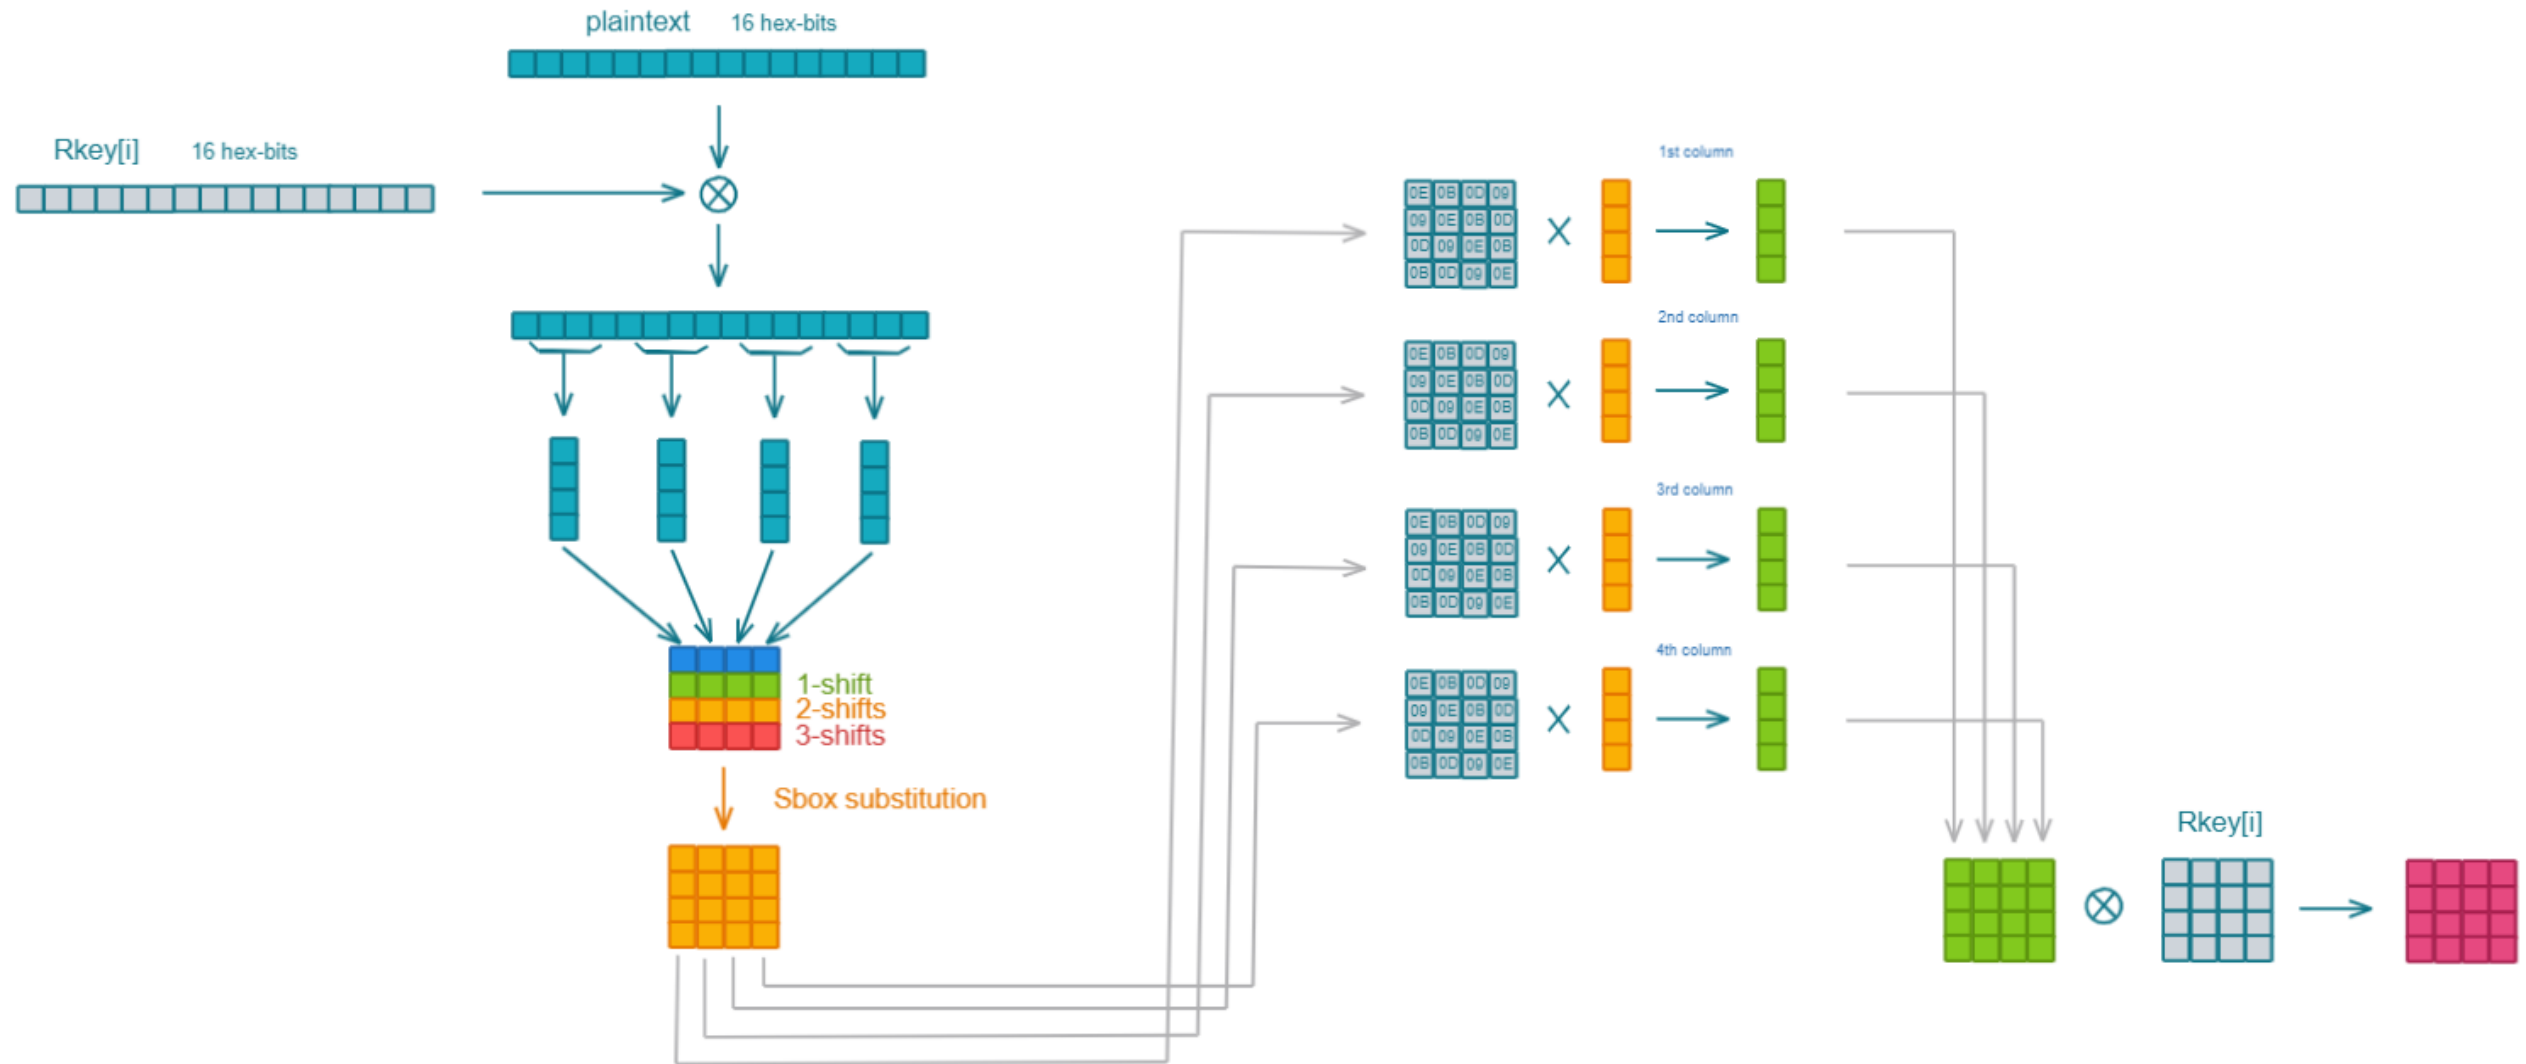 plaintext 16 hex-bits
Rkey[i] 16 hex-bits
1-shift
2-shifts
3-shifts
Sbox substitution
1st column
0E 0B 0D 09
09 0E 0B 0D
0D 09 0E 0B
0B 0D 09 0E
2nd column
0E 0B 0D 09
09 0E 0B 0D
0D 09 0E 0B
0B 0D 09 0E
3rd column
0E 0B 0D 09
09 0E 0B 0D
0D 09 0E 0B
0B 0D 09 0E
4th column
0E 0B 0D 09
09 0E 0B 0D
0D 09 0E 0B
0B 0D 09 0E
Rkey[i]